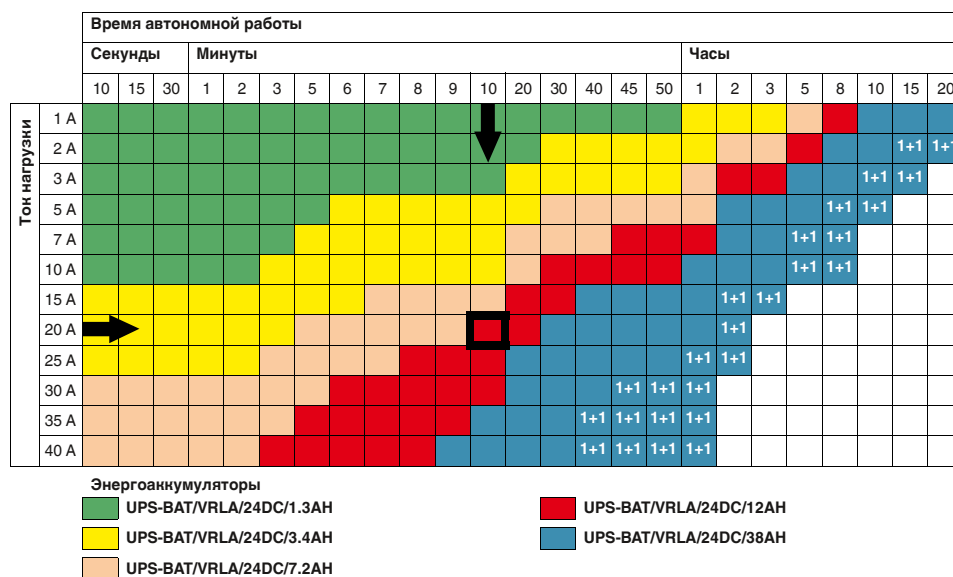 Время автономной работы
Секунды Минуты Часы
10 15 30 1 2 3 5 6 7 8 9 10 20 30 40 45 50 1 2 3 5 8 10 15 20
Ток нагрузки
1 A
2 A 1+1 1+1
3 A 1+1 1+1
5 A 1+1 1+1
7 A 1+1 1+1
10 A 1+1 1+1
15 A 1+1 1+1
20 A 1+1
25 A 1+1 1+1
30 A 1+1 1+1 1+1
35 A 1+1 1+1 1+1 1+1
40 A 1+1 1+1 1+1 1+1
Энергоаккумуляторы
UPS-BAT/VRLA/24DC/1.3AH UPS-BAT/VRLA/24DC/12AH
UPS-BAT/VRLA/24DC/3.4AH UPS-BAT/VRLA/24DC/38AH
UPS-BAT/VRLA/24DC/7.2AH